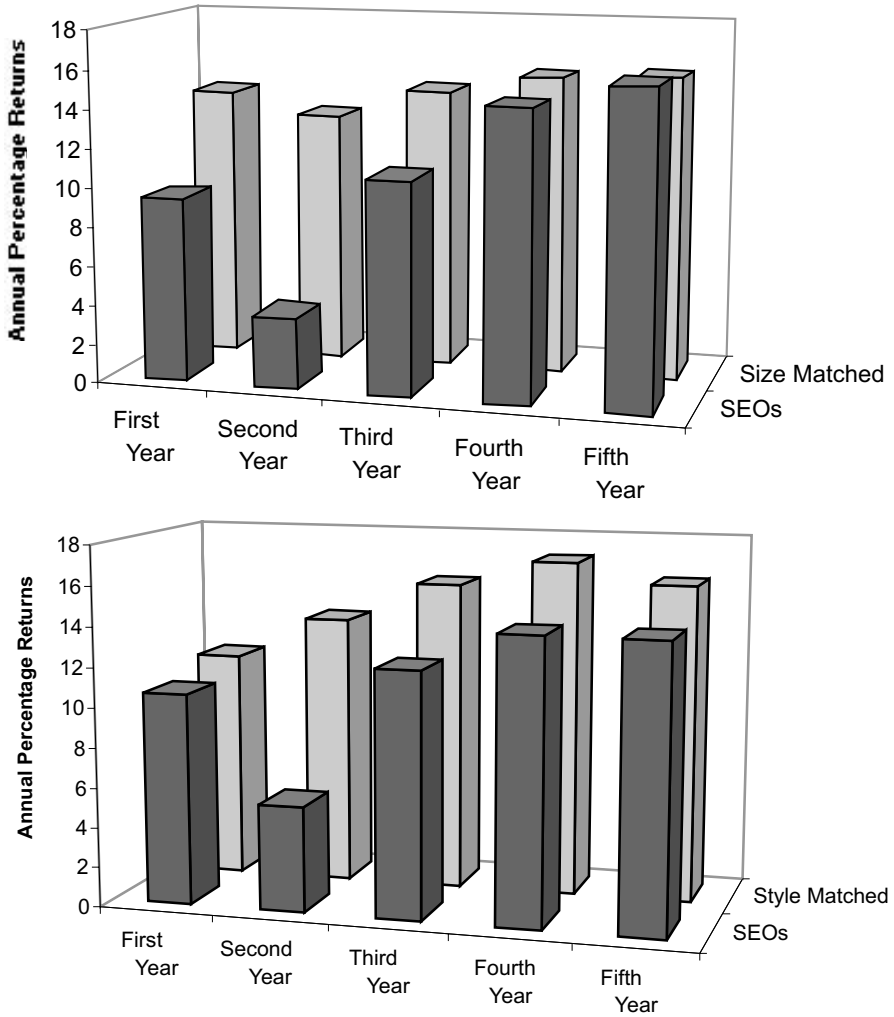 Annual Percentage Returns
18
16
14
12
10
8
6
4
2
0
First
Year
Second
Year
Third
Year
Fourth
Year
Fifth
Year
Size Matched
SEOs
Annual Percentage Returns
18
16
14
12
10
8
6
4
2
0
First
Year
Second
Year
Third
Year
Fourth
Year
Fifth
Year
Style Matched
SEOs